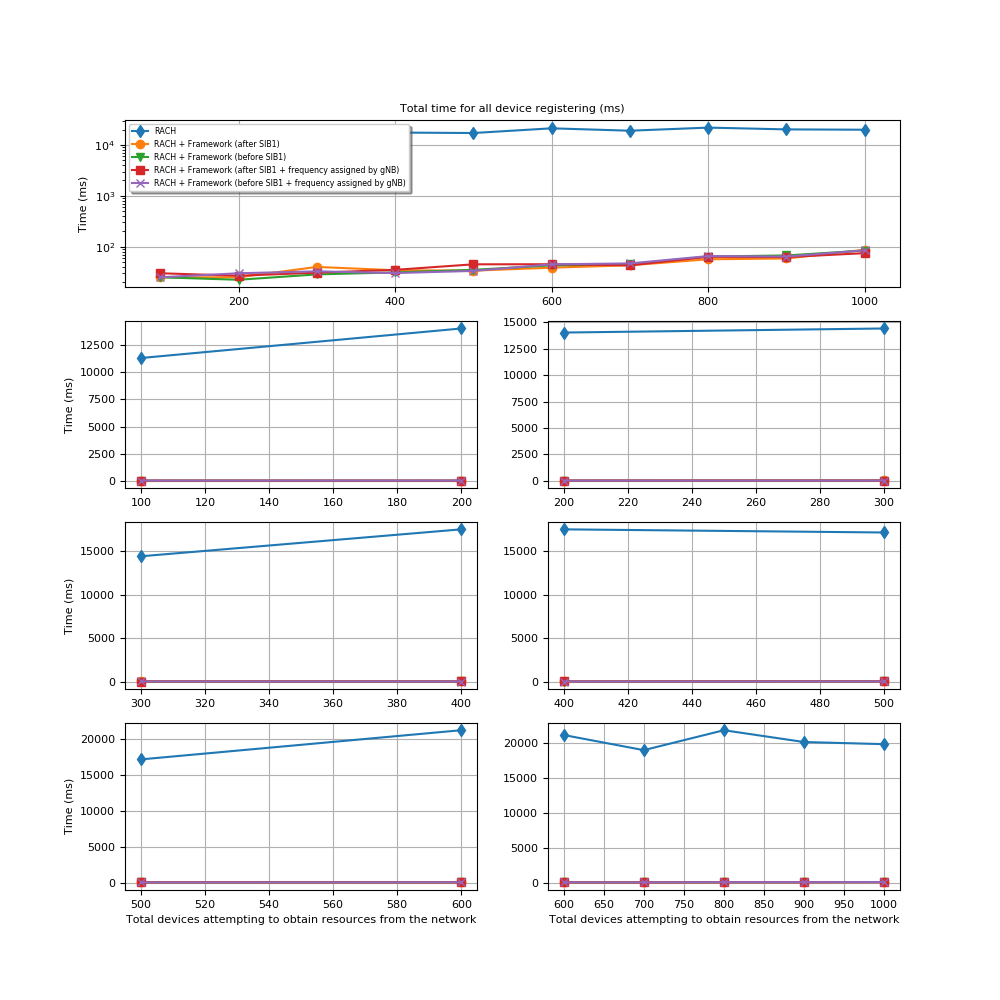 Total time for all device registering (ms)
Time (ms)
10⁴
10³
10²
RACH
RACH + Framework (after SIB1)
RACH + Framework (before SIB1)
RACH + Framework (after SIB1 + frequency assigned by gNB)
RACH + Framework (before SIB1 + frequency assigned by gNB)
200 400 600 800 1000
Time (ms)
12500
10000
7500
5000
2500
0
100 120 140 160 180 200
15000
12500
10000
7500
5000
2500
0
200 220 240 260 280 300
Time (ms)
15000
10000
5000
0
300 320 340 360 380 400
15000
10000
5000
0
400 420 440 460 480 500
Time (ms)
20000
15000
10000
5000
0
500 520 540 560 580 600
Total devices attempting to obtain resources from the network
20000
15000
10000
5000
0
600 650 700 750 800 850 900 950 1000
Total devices attempting to obtain resources from the network